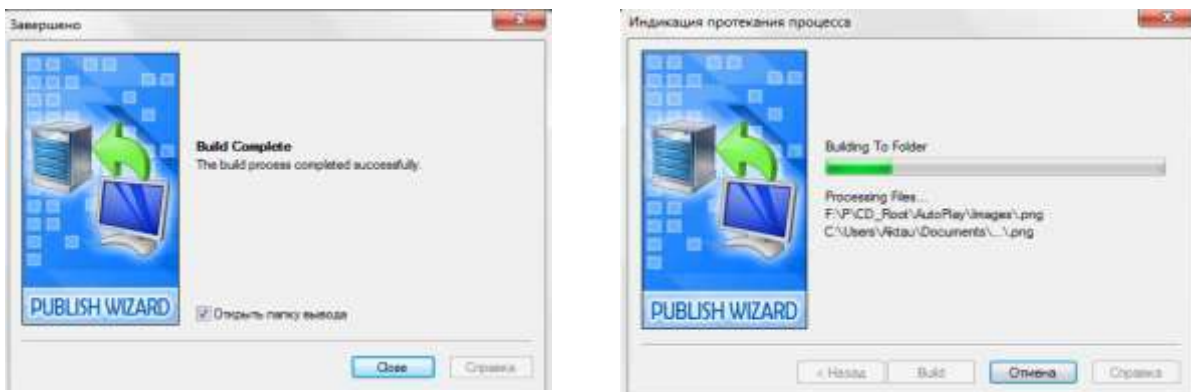 Завершено
Build Complete
The build process completed successfully.
PUBLISH WIZARD
Открыть папку вывода
Close
Справка
Индикация протекания процесса
Building To Folder
Processing Files...
F:\P\CD_Root\AutoPlay\Images\.png
C:\Users\Aktau\Documents\...\.png
PUBLISH WIZARD
< Назад
Build
Отмена
Справка